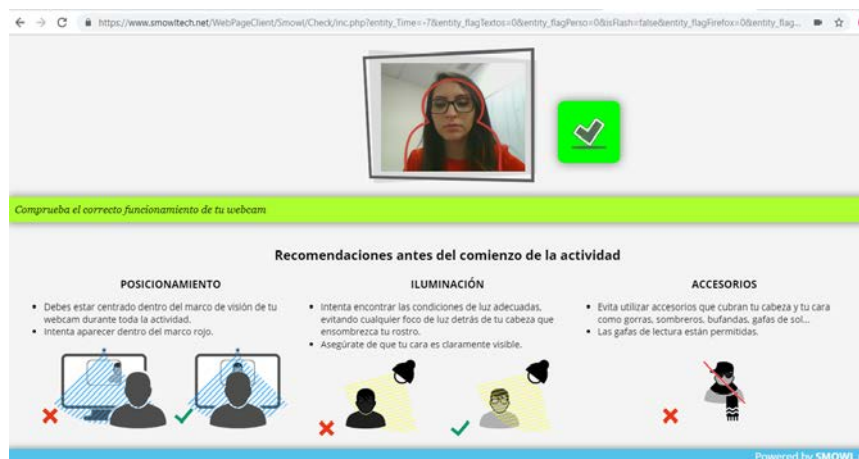 https://www.smowltech.net/WebPageClient/Smowl/Check/inc.php?entity_Time=-7&entity_flagTextos=0&entity_flagPerso=0&isFlash=false&entity_flagFirefox=0&entity_flag...
Comprueba el correcto funcionamiento de tu webcam
Recomendaciones antes del comienzo de la actividad
POSICIONAMIENTO
Debes estar centrado dentro del marco de visión de tu
webcam durante toda la actividad.
Intenta aparecer dentro del marco rojo.
ILUMINACIÓN
Intenta encontrar las condiciones de luz adecuadas,
evitando cualquier foco de luz detrás de tu cabeza que
ensombrezca tu rostro.
Asegúrate de que tu cara es claramente visible.
ACCESORIOS
Evita utilizar accesorios que cubran tu cabeza y tu cara
como gorras, sombreros, bufandas, gafas de sol...
Las gafas de lectura están permitidas.
Powered by SMOWL